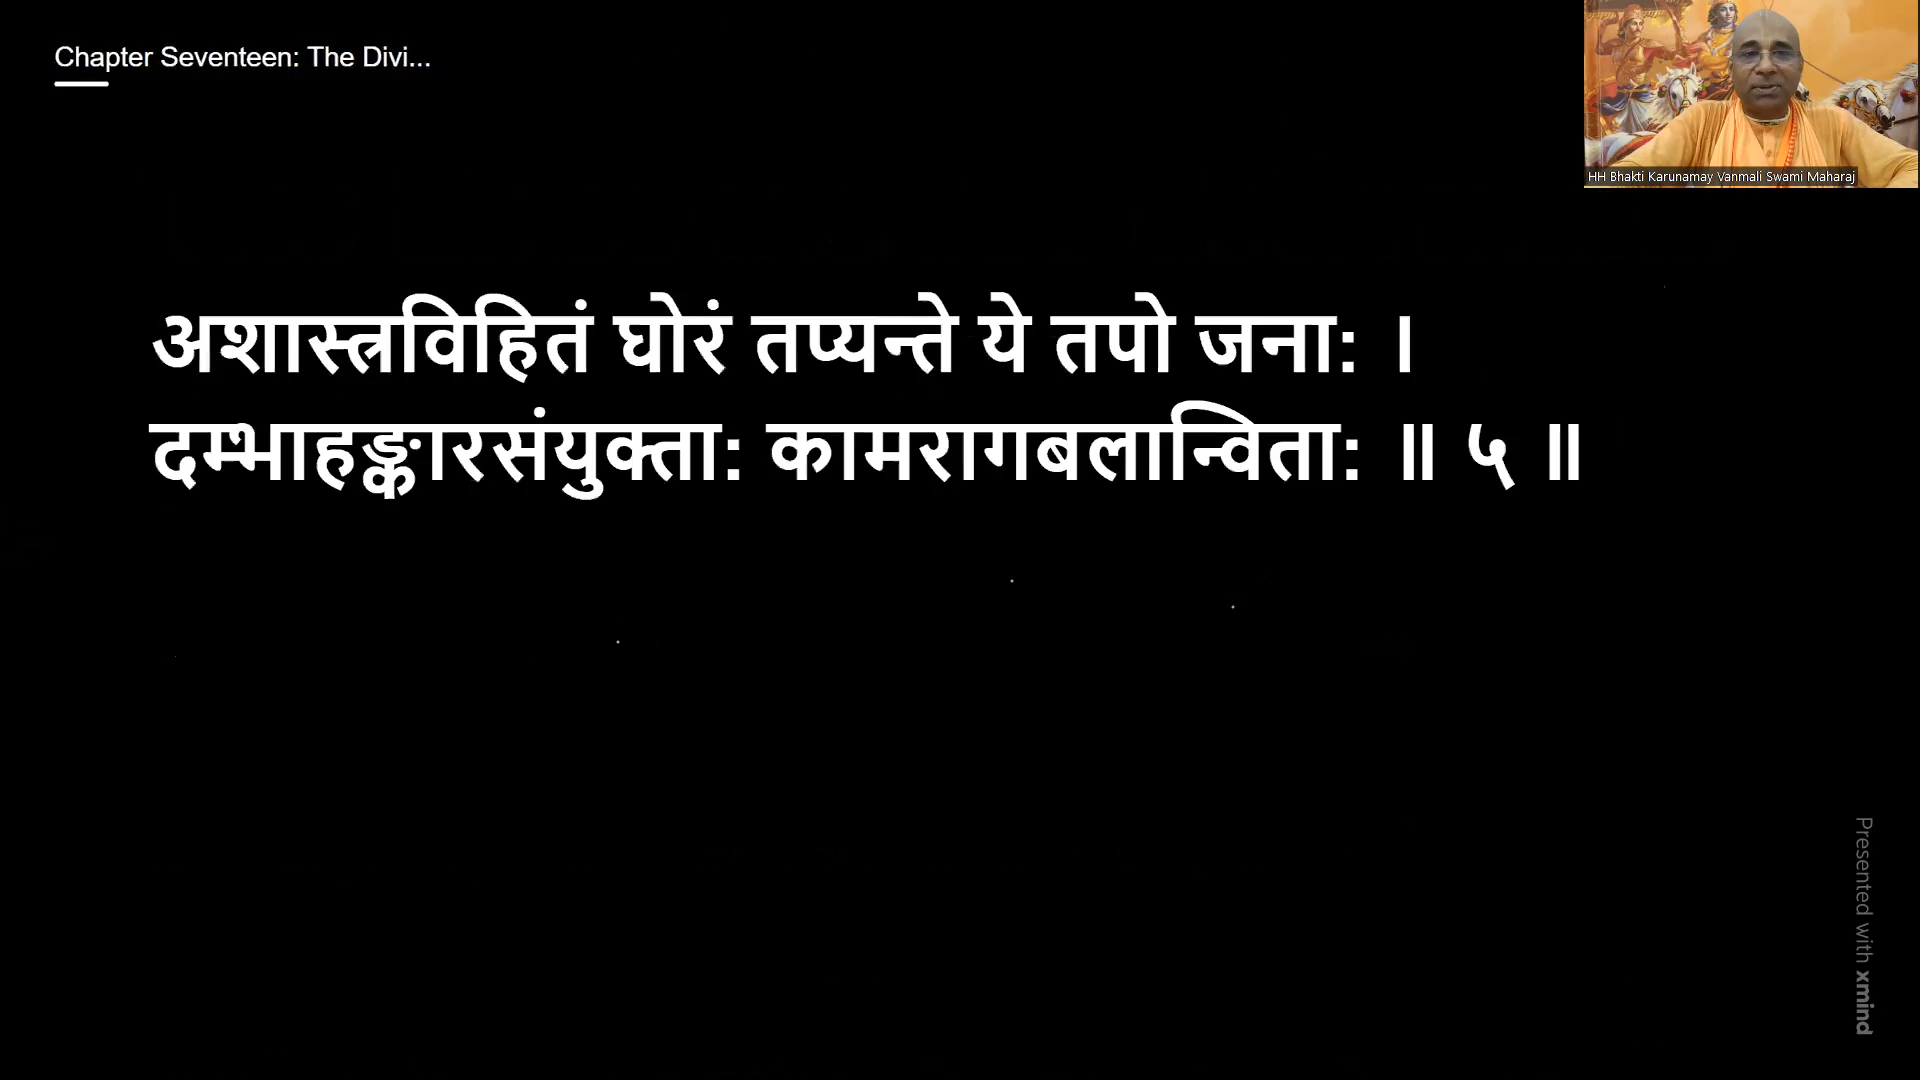 Chapter Seventeen: The Divi...
HH Bhakti Karunamay Vanmali Swami Maharaj
अशास्त्रविहितं घोरं तप्यन्ते ये तपो जना: ।
दम्भाहङ्कारसंयुक्ता: कामरागबलान्विता: ॥ ५ ॥
Presented with xmind